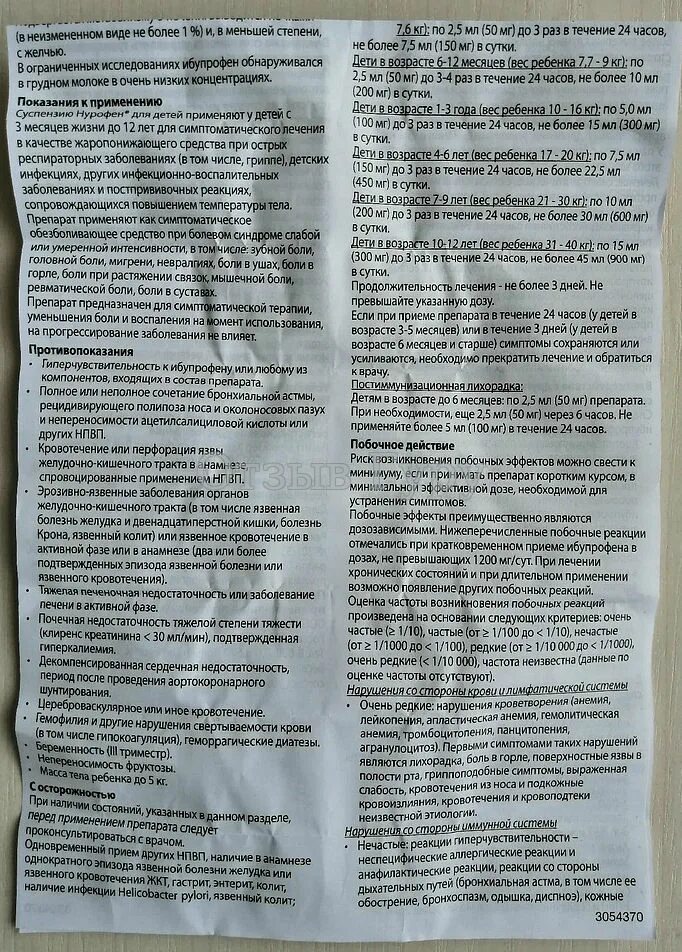 (в неизмененном виде не более 1 %) и, в меньшей степени,
с желчью.
В ограниченных исследованиях ибупрофен обнаруживался
в грудном молоке в очень низких концентрациях.
Показания к применению
Суспензию Нурофен® для детей применяют у детей с
3 месяцев жизни до 12 лет для симптоматического лечения
в качестве жаропонижающего средства при острых
респираторных заболеваниях (в том числе, гриппе), детских
инфекциях, других инфекционно-воспалительных
заболеваниях и постпрививочных реакциях,
сопровождающихся повышением температуры тела.
Препарат применяют как симптоматическое
обезболивающее средство при болевом синдроме слабой
или умеренной интенсивности, в том числе: зубной боли,
головной боли, мигрени, невралгиях, боли в ушах, боли в
горле, боли при растяжении связок, мышечной боли,
ревматической боли, боли в суставах.
Препарат предназначен для симптоматической терапии,
уменьшения боли и воспаления на момент использования,
на прогрессирование заболевания не влияет.
Противопоказания
• Гиперчувствительность к ибупрофену или любому из
компонентов, входящих в состав препарата.
• Полное или неполное сочетание бронхиальной астмы,
рецидивирующего полипоза носа и околоносовых пазух
и непереносимости ацетилсалициловой кислоты или
других НПВП.
• Кровотечение или перфорация язвы
желудочно-кишечного тракта в анамнезе,
спровоцированные применением НПВП.
• Эрозивно-язвенные заболевания органов
желудочно-кишечного тракта (в том числе язвенная
болезнь желудка и двенадцатиперстной кишки, болезнь
Крона, язвенный колит) или язвенное кровотечение в
активной фазе или в анамнезе (два или более
подтвержденных эпизода язвенной болезни или
язвенного кровотечения).
• Тяжелая печеночная недостаточность или заболевание
печени в активной фазе.
• Почечная недостаточность тяжелой степени тяжести
(клиренс креатинина < 30 мл/мин), подтвержденная
гиперкалиемия.
• Декомпенсированная сердечная недостаточность,
период после проведения аортокоронарного
шунтирования.
• Цереброваскулярное или иное кровотечение.
• Гемофилия и другие нарушения свертываемости крови
(в том числе гипокоагуляция), геморрагические диатезы.
• Беременность (III триместр).
• Непереносимость фруктозы.
• Масса тела ребенка до 5 кг.
С осторожностью
При наличии состояний, указанных в данном разделе,
перед применением препарата следует
проконсультироваться с врачом.
Одновременный прием других НПВП, наличие в анамнезе
однократного эпизода язвенной болезни желудка или
язвенного кровотечения ЖКТ, гастрит, энтерит, колит,
наличие инфекции Helicobacter pylori, язвенный колит;
7,6 кг): по 2,5 мл (50 мг) до 3 раз в течение 24 часов,
не более 7,5 мл (150 мг) в сутки.
Дети в возрасте 6-12 месяцев (вес ребенка 7,7 - 9 кг): по
2,5 мл (50 мг) до 3-4 раз в течение 24 часов, не более 10 мл
(200 мг) в сутки.
Дети в возрасте 1-3 года (вес ребенка 10 - 16 кг): по 5,0 мл
(100 мг) до 3 раз в течение 24 часов, не более 15 мл (300 мг)
в сутки.
Дети в возрасте 4-6 лет (вес ребенка 17 - 20 кг): по 7,5 мл
(150 мг) до 3 раз в течение 24 часов, не более 22,5 мл
(450 мг) в сутки.
Дети в возрасте 7-9 лет (вес ребенка 21 - 30 кг): по 10 мл
(200 мг) до 3 раз в течение 24 часов, не более 30 мл (600 мг)
в сутки.
Дети в возрасте 10-12 лет (вес ребенка 31 - 40 кг): по 15 мл
(300 мг) до 3 раз в течение 24 часов, не более 45 мл (900 мг)
в сутки.
Продолжительность лечения - не более 3 дней. Не
превышайте указанную дозу.
Если при приеме препарата в течение 24 часов (у детей в
возрасте 3-5 месяцев) или в течение 3 дней (у детей в
возрасте 6 месяцев и старше) симптомы сохраняются или
усиливаются, необходимо прекратить лечение и обратиться
к врачу.
Постиммунизационная лихорадка:
Детям в возрасте до 6 месяцев: по 2,5 мл (50 мг) препарата.
При необходимости, еще 2,5 мл (50 мг) через 6 часов. Не
применяйте более 5 мл (100 мг) в течение 24 часов.
Побочное действие
Риск возникновения побочных эффектов можно свести к
минимуму, если принимать препарат коротким курсом, в
минимальной эффективной дозе, необходимой для
устранения симптомов.
Побочные эффекты преимущественно являются
дозозависимыми. Нижеперечисленные побочные реакции
отмечались при кратковременном приеме ибупрофена в
дозах, не превышающих 1200 мг/сут. При лечении
хронических состояний и при длительном применении
возможно появление других побочных реакций.
Оценка частоты возникновения побочных реакций
произведена на основании следующих критериев: очень
частые (≥ 1/10), частые (от ≥ 1/100 до < 1/10), нечастые
(от ≥ 1/1000 до < 1/100), редкие (от ≥ 1/10 000 до < 1/1000),
очень редкие (< 1/10 000), частота неизвестна (данные по
оценке частоты отсутствуют).
Нарушения со стороны крови и лимфатической системы
• Очень редкие: нарушения кроветворения (анемия,
лейкопения, апластическая анемия, гемолитическая
анемия, тромбоцитопения, панцитопения,
агранулоцитоз). Первыми симптомами таких нарушений
являются лихорадка, боль в горле, поверхностные язвы в
полости рта, гриппоподобные симптомы, выраженная
слабость, кровотечения из носа и подкожные
кровоизлияния, кровотечения и кровоподтеки
неизвестной этиологии.
Нарушения со стороны иммунной системы
• Нечастые: реакции гиперчувствительности –
неспецифические аллергические реакции и
анафилактические реакции, реакции со стороны
дыхательных путей (бронхиальная астма, в том числе ее
обострение, бронхоспазм, одышка, диспноэ), кожные
3054370